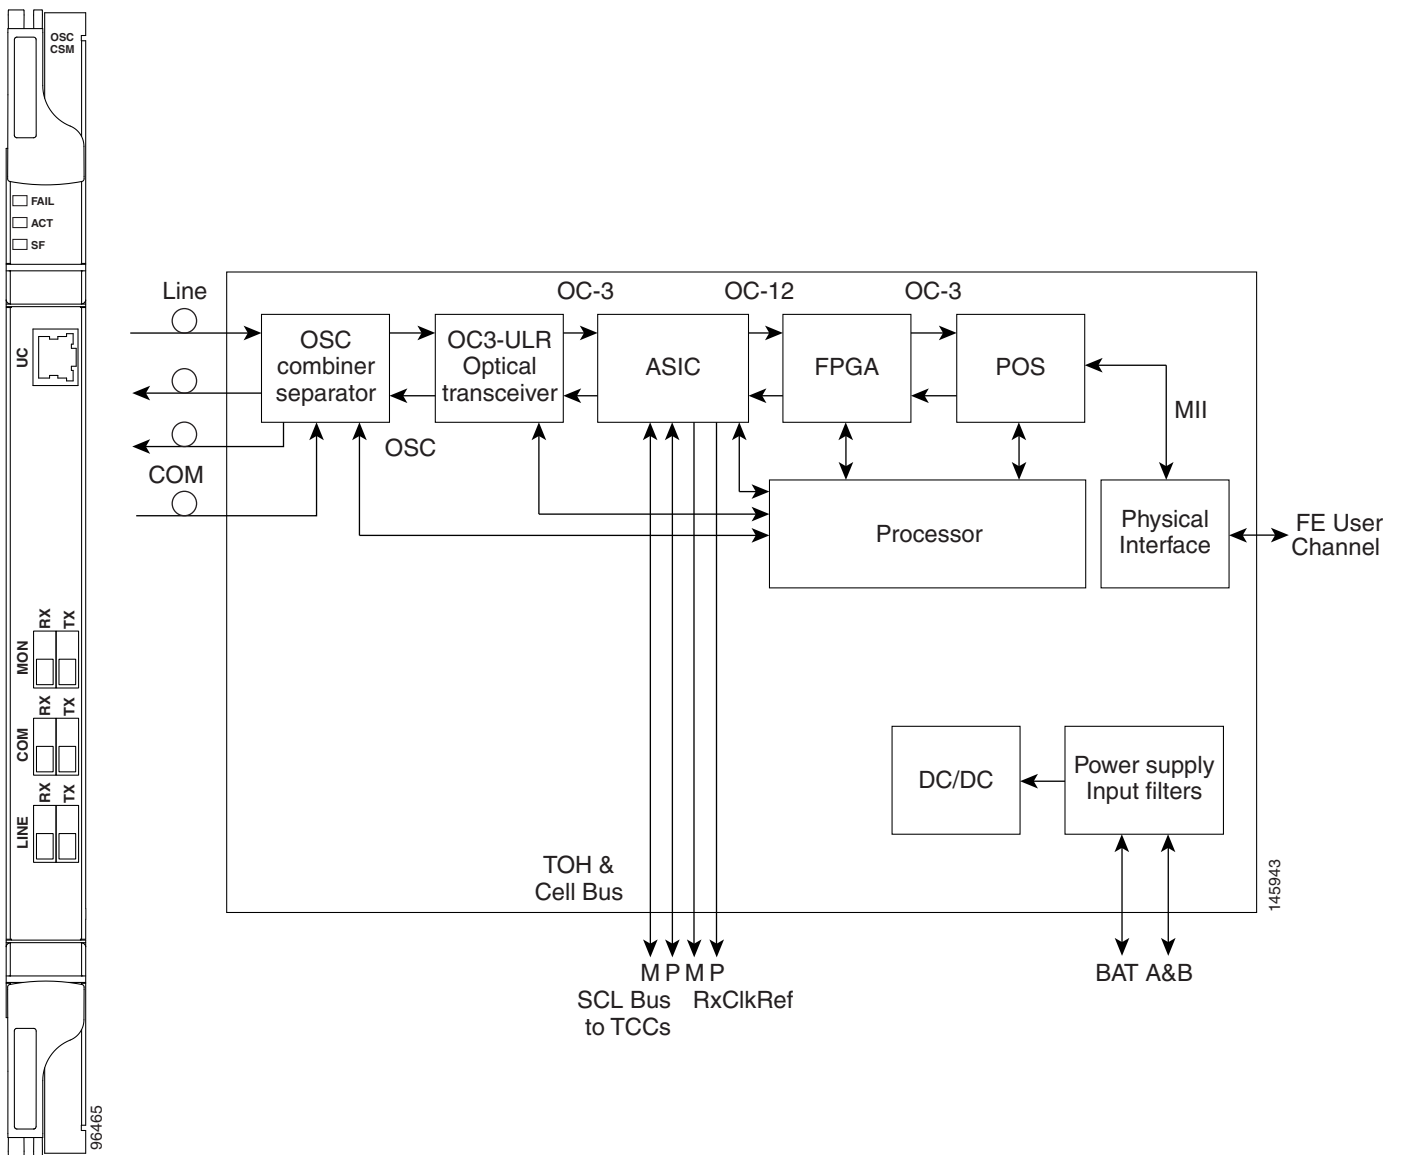 OSC
CSM
FAIL
ACT
SF
UC
RX
TX
MON
RX
TX
COM
RX
TX
LINE
96465
Line
COM
OC-3
OC-12
OC-3
OSC
combiner
separator
OC3-ULR
Optical
transceiver
ASIC
FPGA
POS
OSC
MII
Processor
Physical
Interface
FE User
Channel
DC/DC
Power supply
Input filters
TOH &
Cell Bus
145943
M P M P
SCL Bus
to TCCs
RxClkRef
BAT A&B